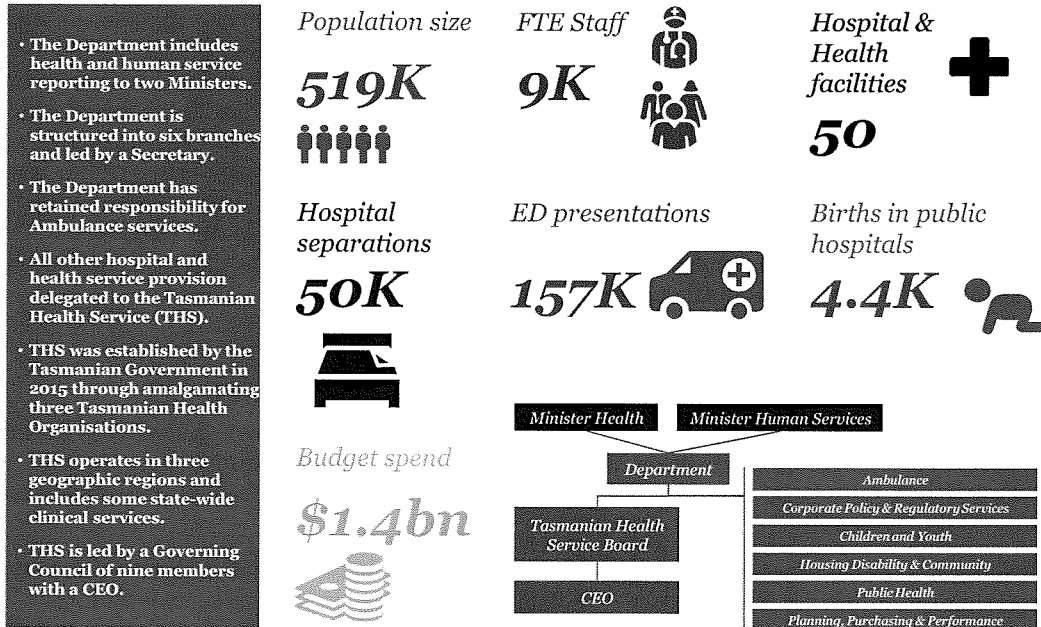 • The Department includes
health and human service
reporting to two Ministers.
• The Department is
structured into six branches
and led by a Secretary.
• The Department has
retained responsibility for
Ambulance services.
• All other hospital and
health service provision
delegated to the Tasmanian
Health Service (THS).
• THS was established by the
Tasmanian Government in
2015 through amalgamating
three Tasmanian Health
Organisations.
• THS operates in three
geographic regions and
includes some state-wide
clinical services.
• THS is led by a Governing
Council of nine members
with a CEO.
Population size
519K
FTE Staff
9K
Hospital &
Health
facilities
50
Hospital
separations
50K
ED presentations
157K
Births in public
hospitals
4.4K
Budget spend
$1.4bn
Minister Health
Minister Human Services
Department
Tasmanian Health
Service Board
CEO
Ambulance
Corporate Policy & Regulatory Services
Children and Youth
Housing Disability & Community
Public Health
Planning, Purchasing & Performance